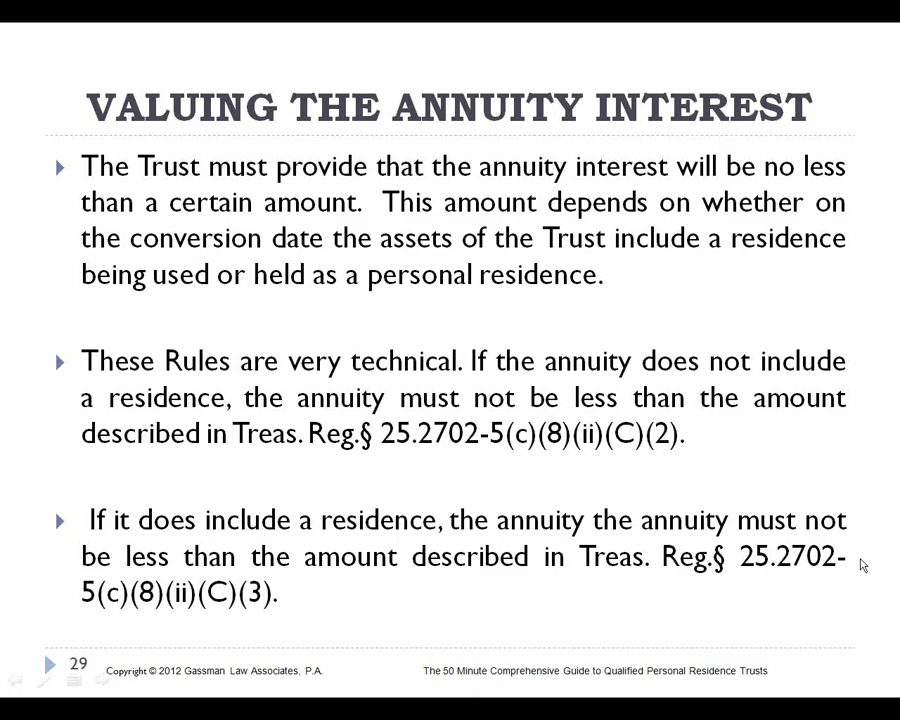 VALUING THE ANNUITY INTEREST
The Trust must provide that the annuity interest will be no less
than a certain amount. This amount depends on whether on
the conversion date the assets of the Trust include a residence
being used or held as a personal residence.
These Rules are very technical. If the annuity does not include
a residence, the annuity must not be less than the amount
described in Treas. Reg.§ 25.2702-5(c)(8)(ii)(C)(2).
If it does include a residence, the annuity the annuity must not
be less than the amount described in Treas. Reg.§ 25.2702-
5(c)(8)(ii)(C)(3).
29
Copyright © 2012 Gassman Law Associates, P.A.
The 50 Minute Comprehensive Guide to Qualified Personal Residence Trusts